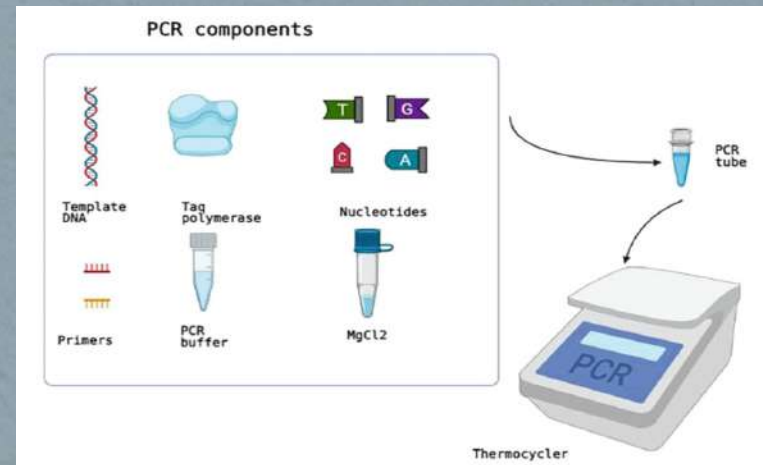 PCR components
T
G
C
A
Template
DNA
Taq
polymerase
Nucleotides
Primers
PCR
buffer
MgCl2
PCR
tube
PCR
Thermocycler